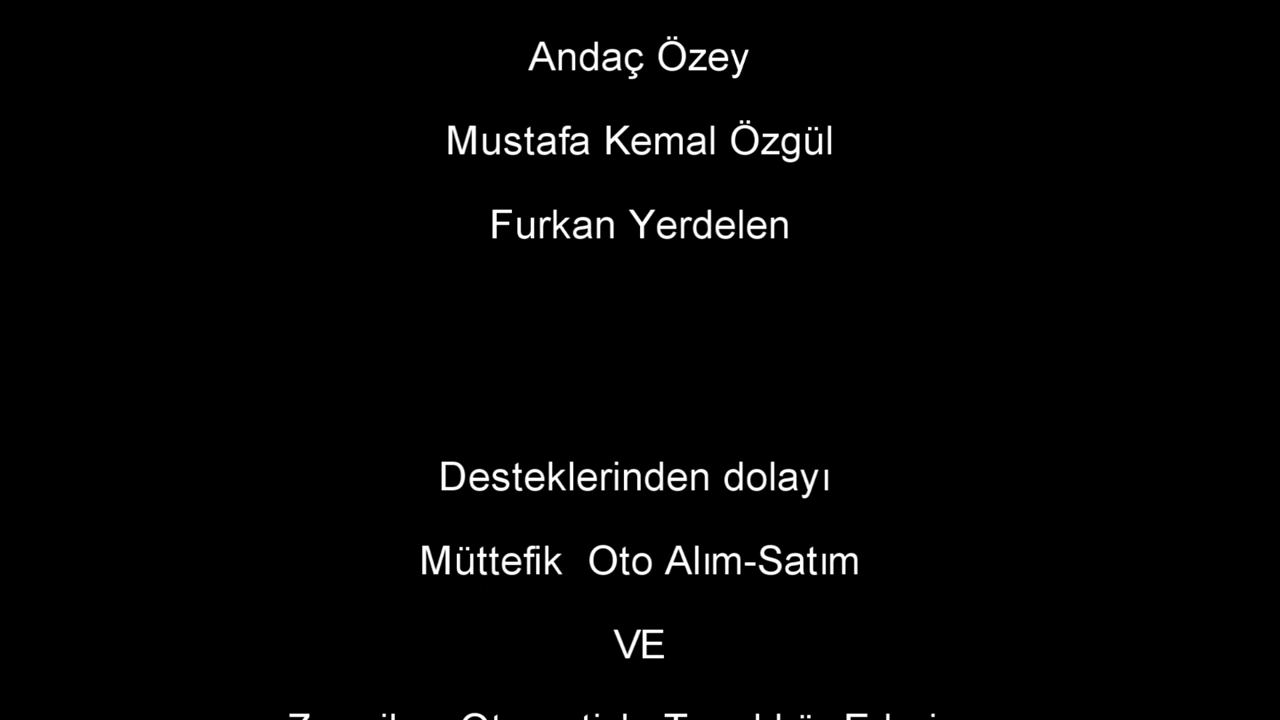 Andaç Özey
Mustafa Kemal Özgül
Furkan Yerdelen
Desteklerinden dolayı
Müttefik Oto Alım-Satım
VE